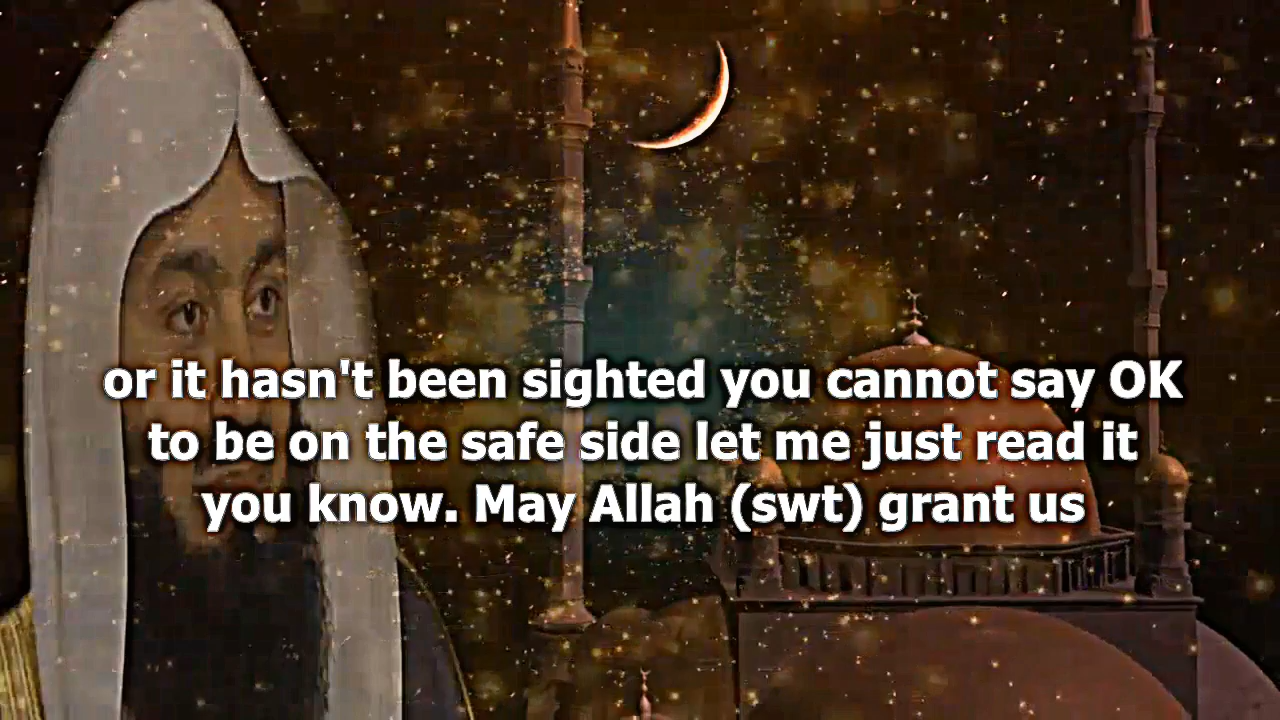 or it hasn't been sighted you cannot say OK
to be on the safe side let me just read it
you know. May Allah (swt) grant us